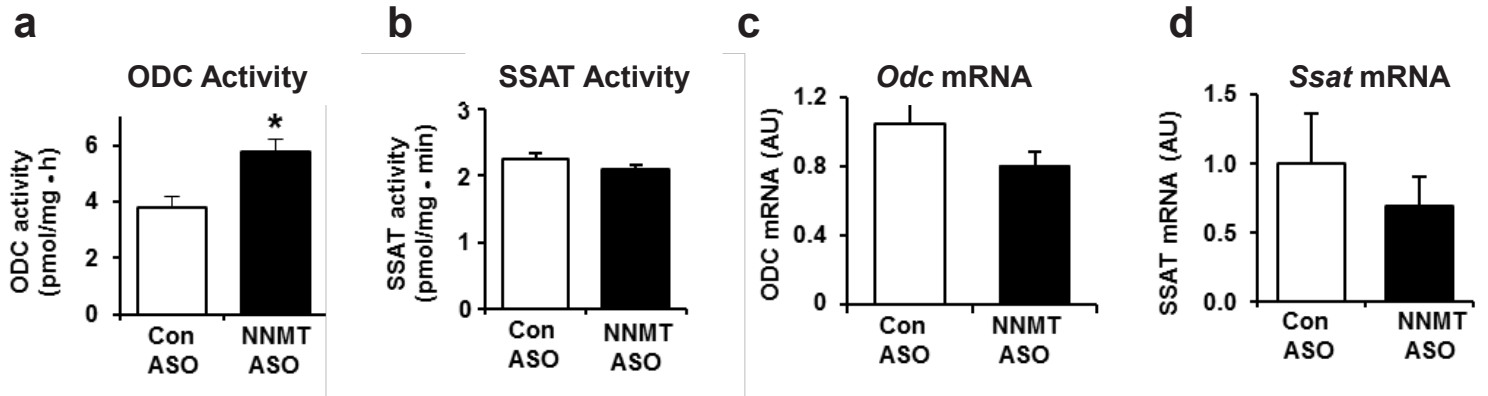 a
ODC Activity
ODC activity
(pmol/mg • h)
6
4
2
0
*
Con
ASO
NNMT
ASO
b
SSAT Activity
SSAT activity
(pmol/mg • min)
3
2
1
0
Con
ASO
NNMT
ASO
c
Odc mRNA
ODC mRNA (AU)
1.2
0.8
0.4
0
Con
ASO
NNMT
ASO
d
Ssat mRNA
SSAT mRNA (AU)
1.5
1.0
0.5
0.0
Con
ASO
NNMT
ASO